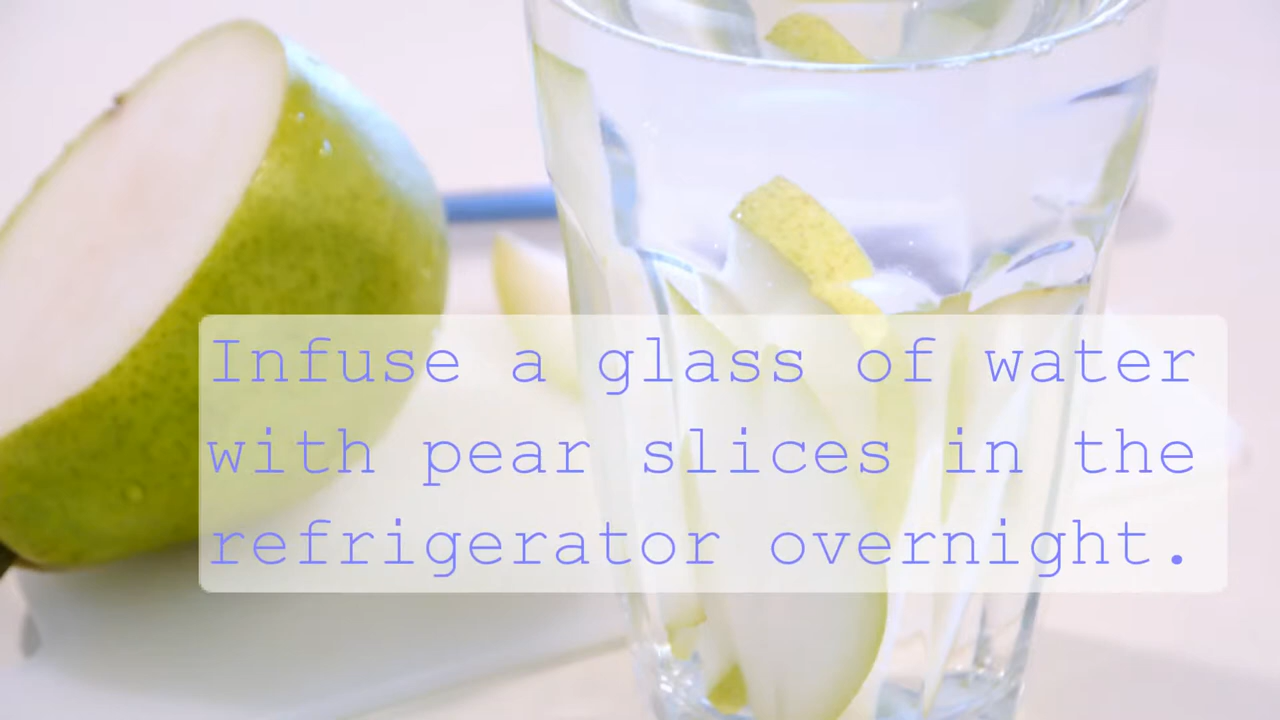 Infuse a glass of water
with pear slices in the
refrigerator overnight.